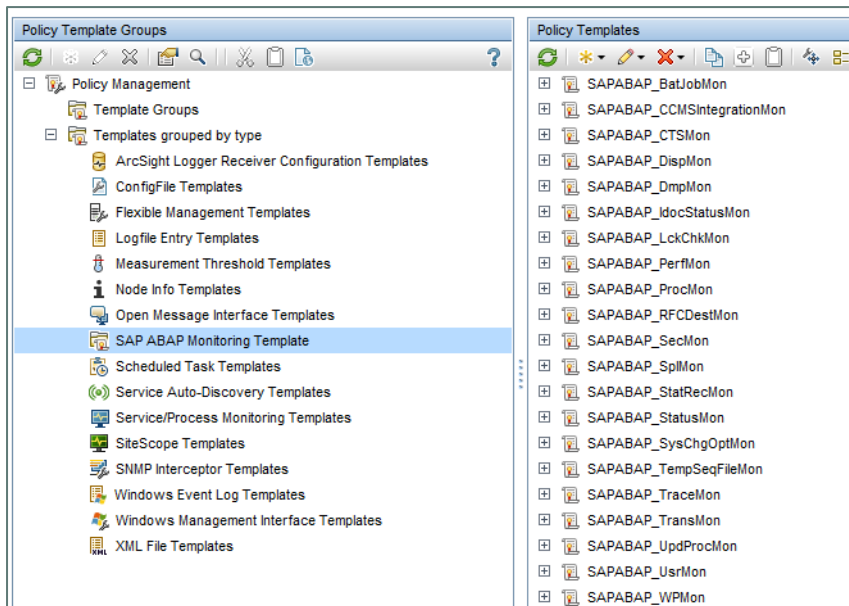 Policy Template Groups
?
Policy Management
Template Groups
Templates grouped by type
ArcSight Logger Receiver Configuration Templates
ConfigFile Templates
Flexible Management Templates
Logfile Entry Templates
Measurement Threshold Templates
Node Info Templates
Open Message Interface Templates
SAP ABAP Monitoring Template
Scheduled Task Templates
Service Auto-Discovery Templates
Service/Process Monitoring Templates
SiteScope Templates
SNMP Interceptor Templates
Windows Event Log Templates
Windows Management Interface Templates
XML File Templates
Policy Templates
SAPABAP_BatJobMon
SAPABAP_CCMSIntegrationMon
SAPABAP_CTSMon
SAPABAP_DispMon
SAPABAP_DmpMon
SAPABAP_IdocStatusMon
SAPABAP_LckChkMon
SAPABAP_PerfMon
SAPABAP_ProcMon
SAPABAP_RFCDestMon
SAPABAP_SecMon
SAPABAP_SplMon
SAPABAP_StatRecMon
SAPABAP_StatusMon
SAPABAP_SysChgOptMon
SAPABAP_TempSeqFileMon
SAPABAP_TraceMon
SAPABAP_TransMon
SAPABAP_UpdProcMon
SAPABAP_UsrMon
SAPABAP_WPMon